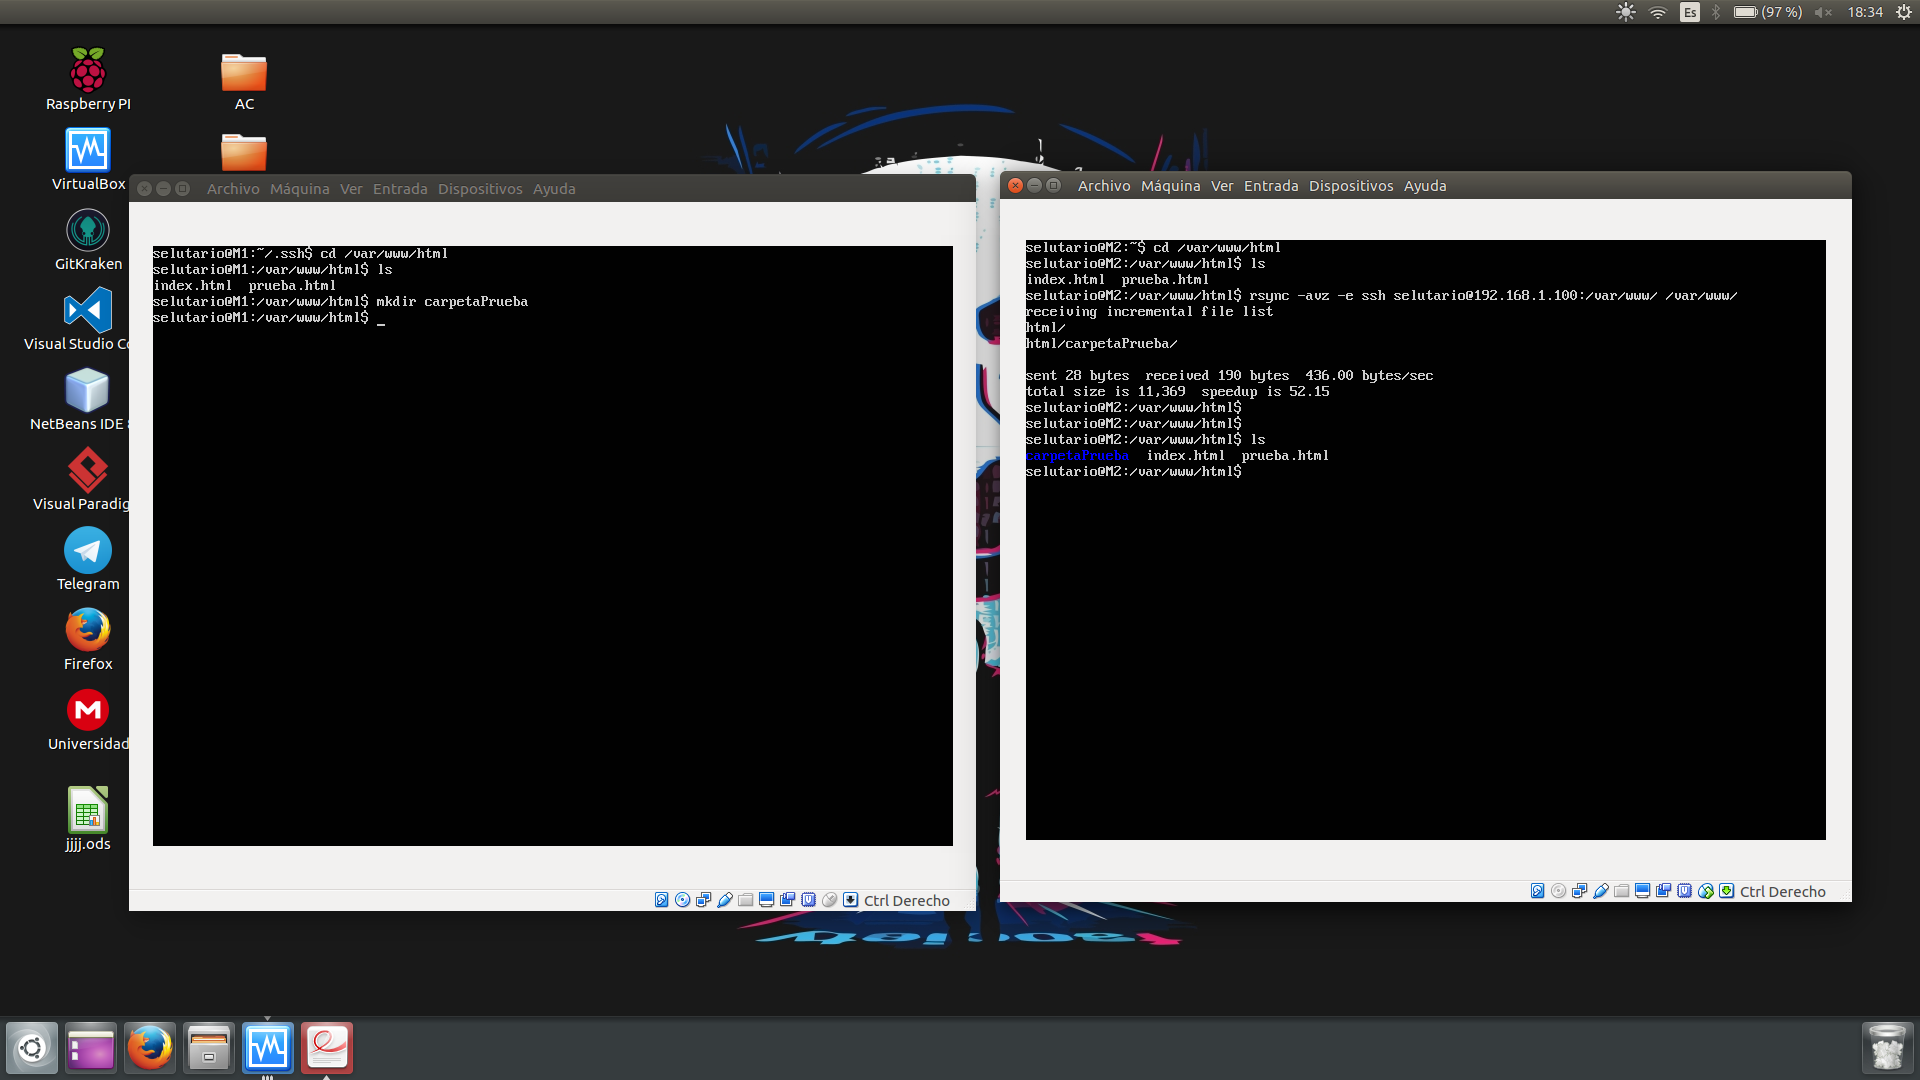 Es
(97 %)
18:34
Raspberry PI
AC
VirtualBox
GitKraken
Visual Studio Co
NetBeans IDE 8
Visual Paradig
Telegram
Firefox
Universidad
jjjj.ods
Archivo Máquina Ver Entrada Dispositivos Ayuda
selutario@M1:~/.ssh$ cd /var/www/html
selutario@M1:/var/www/html$ ls
index.html  prueba.html
selutario@M1:/var/www/html$ mkdir carpetaPrueba
selutario@M1:/var/www/html$ _
Ctrl Derecho
Archivo Máquina Ver Entrada Dispositivos Ayuda
selutario@M2:~$ cd /var/www/html
selutario@M2:/var/www/html$ ls
index.html  prueba.html
selutario@M2:/var/www/html$ rsync -avz -e ssh selutario@192.168.1.100:/var/www/ /var/www/
receiving incremental file list
html/
html/carpetaPrueba/
sent 28 bytes  received 190 bytes  436.00 bytes/sec
total size is 11,369  speedup is 52.15
selutario@M2:/var/www/html$
selutario@M2:/var/www/html$
selutario@M2:/var/www/html$ ls
carpetaPrueba  index.html  prueba.html
selutario@M2:/var/www/html$
Ctrl Derecho